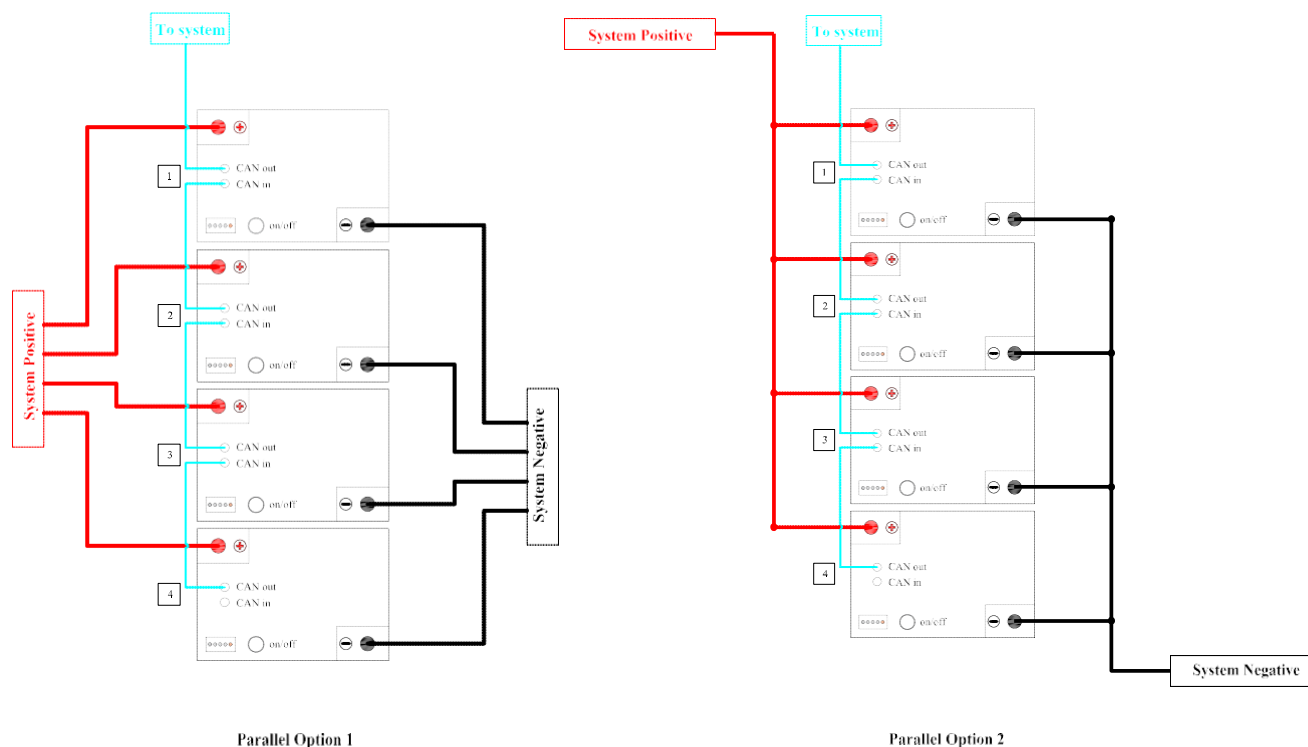 To system
CAN out
1
CAN in
on/off
CAN out
2
CAN in
on/off
System Positive
System Negative
CAN out
3
CAN in
on/off
CAN out
4
CAN in
on/off
Parallel Option 1
System Positive
To system
CAN out
1
CAN in
on/off
CAN out
2
CAN in
on/off
CAN out
3
CAN in
on/off
CAN out
4
CAN in
on/off
System Negative
Parallel Option 2